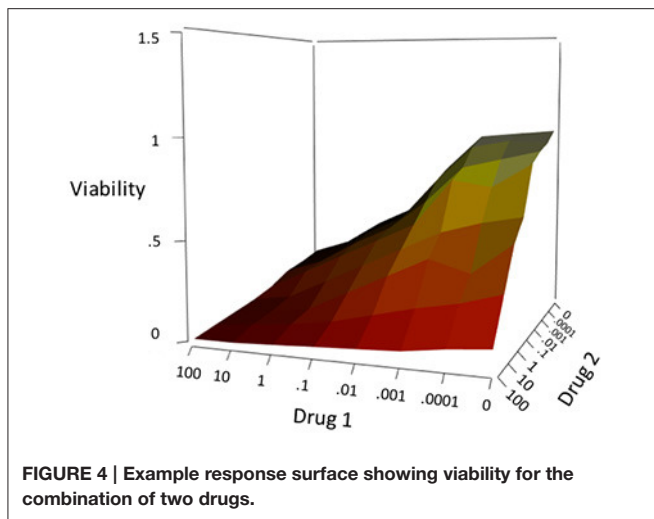 1.5
1
Viability
.5
0
100 10 1 .1 .01 .001 .0001 0
Drug 1
0
.0001
.001
.01
.1
1
10
100
Drug 2
FIGURE 4 | Example response surface showing viability for the
combination of two drugs.